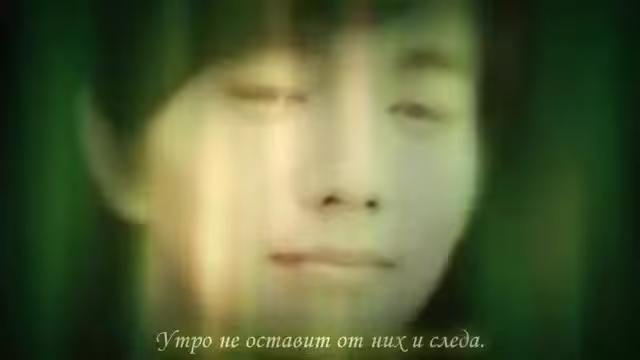 Утро не оставит от них и следа.